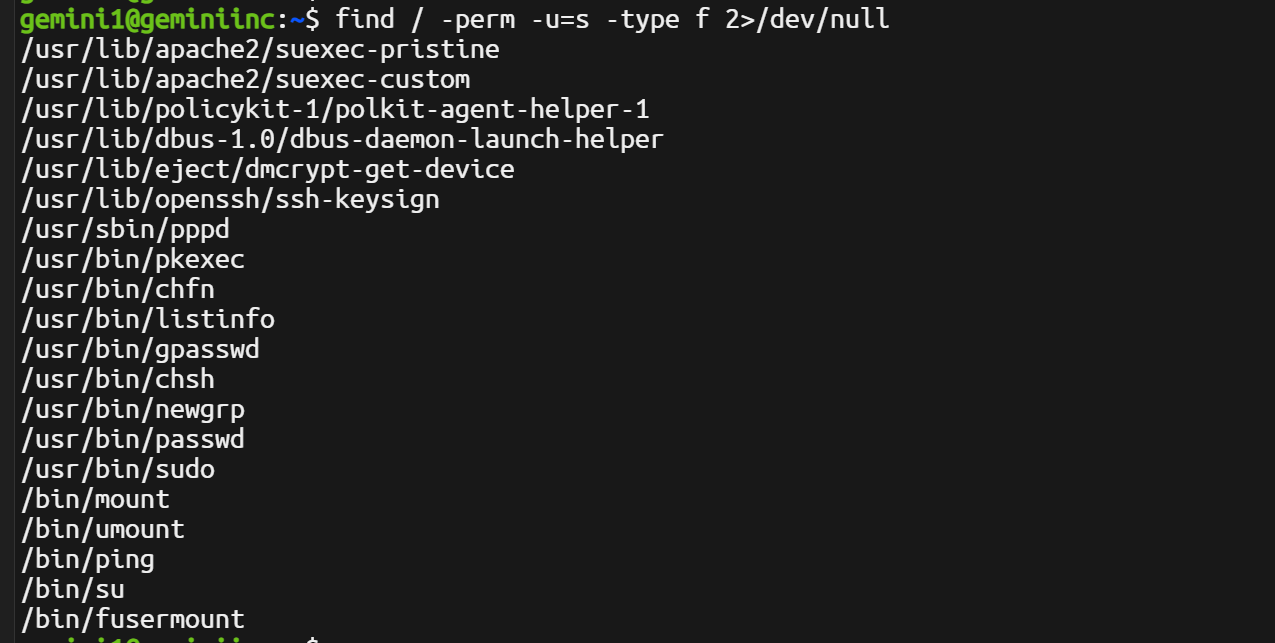 gemini1@geminiinc:~$ find / -perm -u=s -type f 2>/dev/null
/usr/lib/apache2/suexec-pristine
/usr/lib/apache2/suexec-custom
/usr/lib/policykit-1/polkit-agent-helper-1
/usr/lib/dbus-1.0/dbus-daemon-launch-helper
/usr/lib/eject/dmcrypt-get-device
/usr/lib/openssh/ssh-keysign
/usr/sbin/pppd
/usr/bin/pkexec
/usr/bin/chfn
/usr/bin/listinfo
/usr/bin/gpasswd
/usr/bin/chsh
/usr/bin/newgrp
/usr/bin/passwd
/usr/bin/sudo
/bin/mount
/bin/umount
/bin/ping
/bin/su
/bin/fusermount